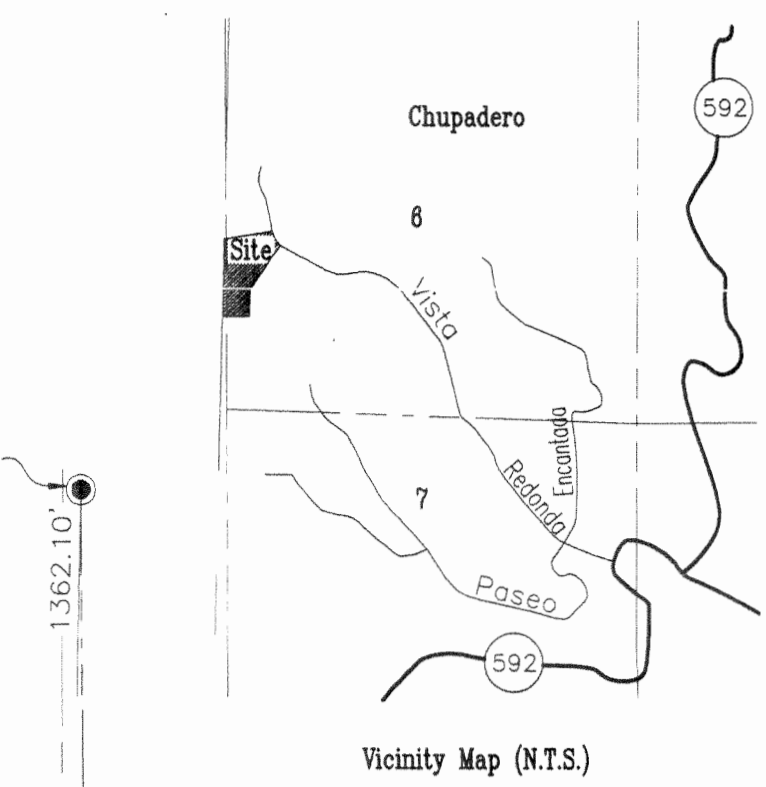 592
Chupadero
6
Site
Vista
Encantada
Redonda
7
1362.10'
Paseo
592
Vicinity Map (N.T.S.)